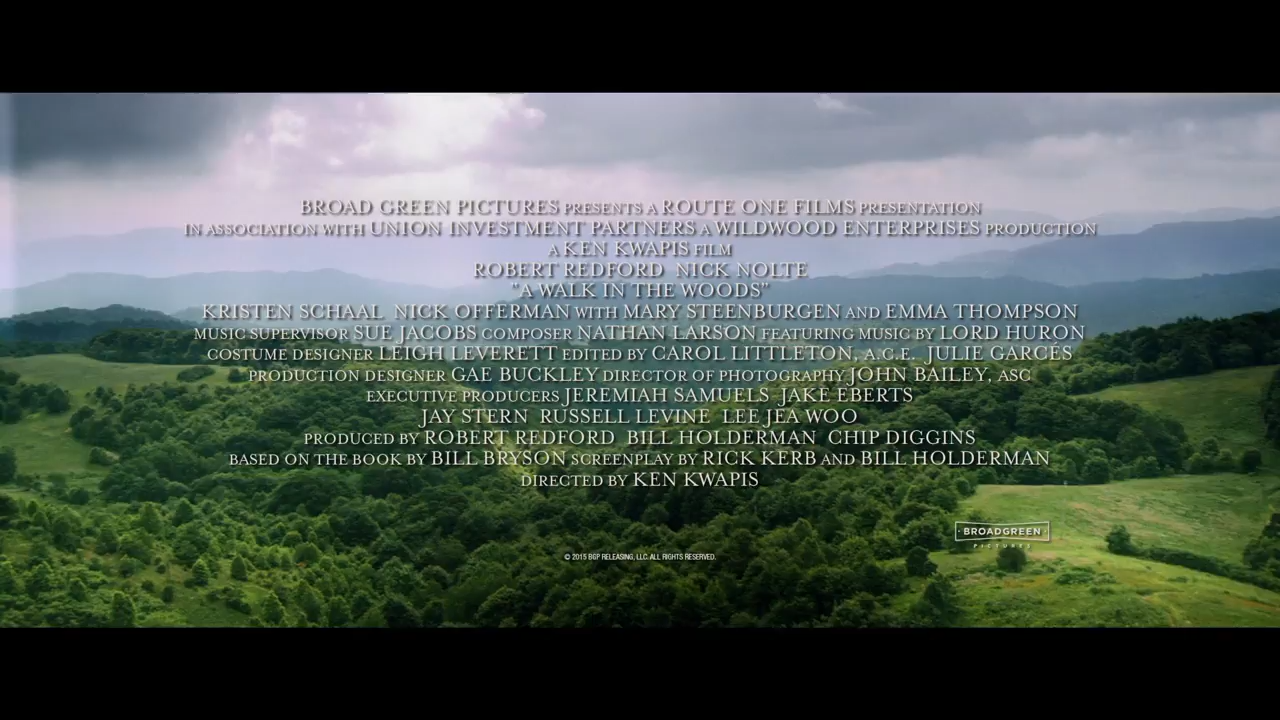 BROAD GREEN PICTURES PRESENTS A ROUTE ONE FILMS PRESENTATION
IN ASSOCIATION WITH UNION INVESTMENT PARTNERS A WILDWOOD ENTERPRISES PRODUCTION
A KEN KWAPIS FILM
ROBERT REDFORD NICK NOLTE
"A WALK IN THE WOODS"
KRISTEN SCHAAL NICK OFFERMAN WITH MARY STEENBURGEN AND EMMA THOMPSON
MUSIC SUPERVISOR SUE JACOBS COMPOSER NATHAN LARSON FEATURING MUSIC BY LORD HURON
COSTUME DESIGNER LEIGH LEVERETT EDITED BY CAROL LITTLETON, A.C.E. JULIE GARCÉS
PRODUCTION DESIGNER GAE BUCKLEY DIRECTOR OF PHOTOGRAPHY JOHN BAILEY, ASC
EXECUTIVE PRODUCERS JEREMIAH SAMUELS JAKE EBERTS
JAY STERN RUSSELL LEVINE LEE JEA WOO
PRODUCED BY ROBERT REDFORD BILL HOLDERMAN CHIP DIGGINS
BASED ON THE BOOK BY BILL BRYSON SCREENPLAY BY RICK KERB AND BILL HOLDERMAN
DIRECTED BY KEN KWAPIS
· BROADGREEN ·
PICTURES
© 2015 BGP RELEASING, LLC. ALL RIGHTS RESERVED.